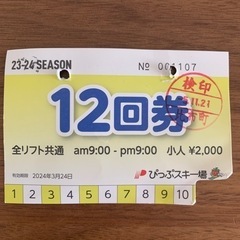 23-24 SEASON
№ 001107
検印
12回券
全リフト共通 am9:00 - pm9:00 小人 ¥2,000
有効期限 2024年3月24日
ぴっぷスキー場
1 2 3 4 5 6 7 8 9 10